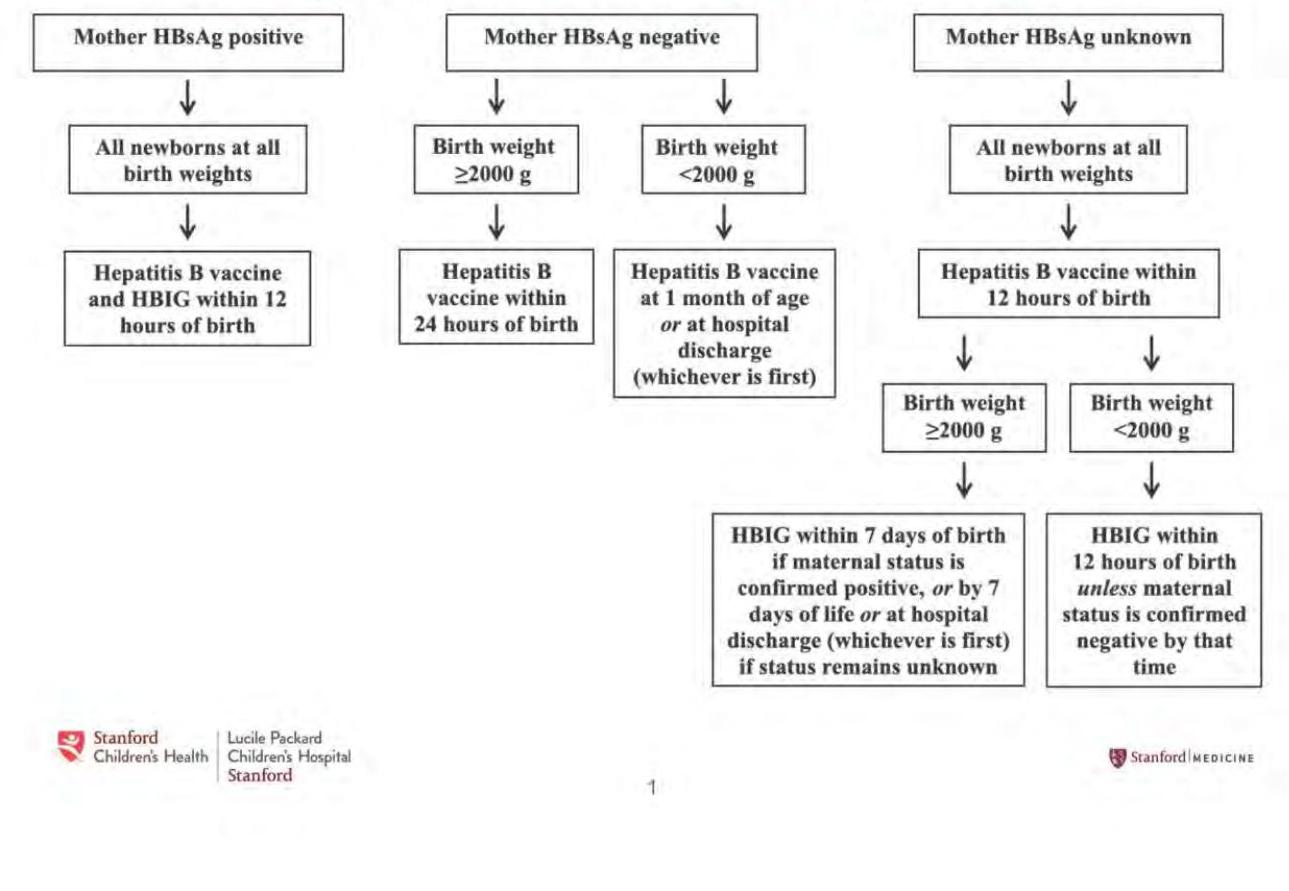 Mother HBsAg positive
Mother HBsAg negative
Mother HBsAg unknown
All newborns at all
birth weights
Birth weight
≥2000 g
Birth weight
<2000 g
All newborns at all
birth weights
Hepatitis B vaccine
and HBIG within 12
hours of birth
Hepatitis B
vaccine within
24 hours of birth
Hepatitis B vaccine
at 1 month of age
or at hospital
discharge
(whichever is first)
Hepatitis B vaccine within
12 hours of birth
Birth weight
≥2000 g
Birth weight
<2000 g
HBIG within 7 days of birth
if maternal status is
confirmed positive, or by 7
days of life or at hospital
discharge (whichever is first)
if status remains unknown
HBIG within
12 hours of birth
unless maternal
status is confirmed
negative by that
time
Stanford
Children's Health
Lucile Packard
Children's Hospital
Stanford
Stanford MEDICINE
1